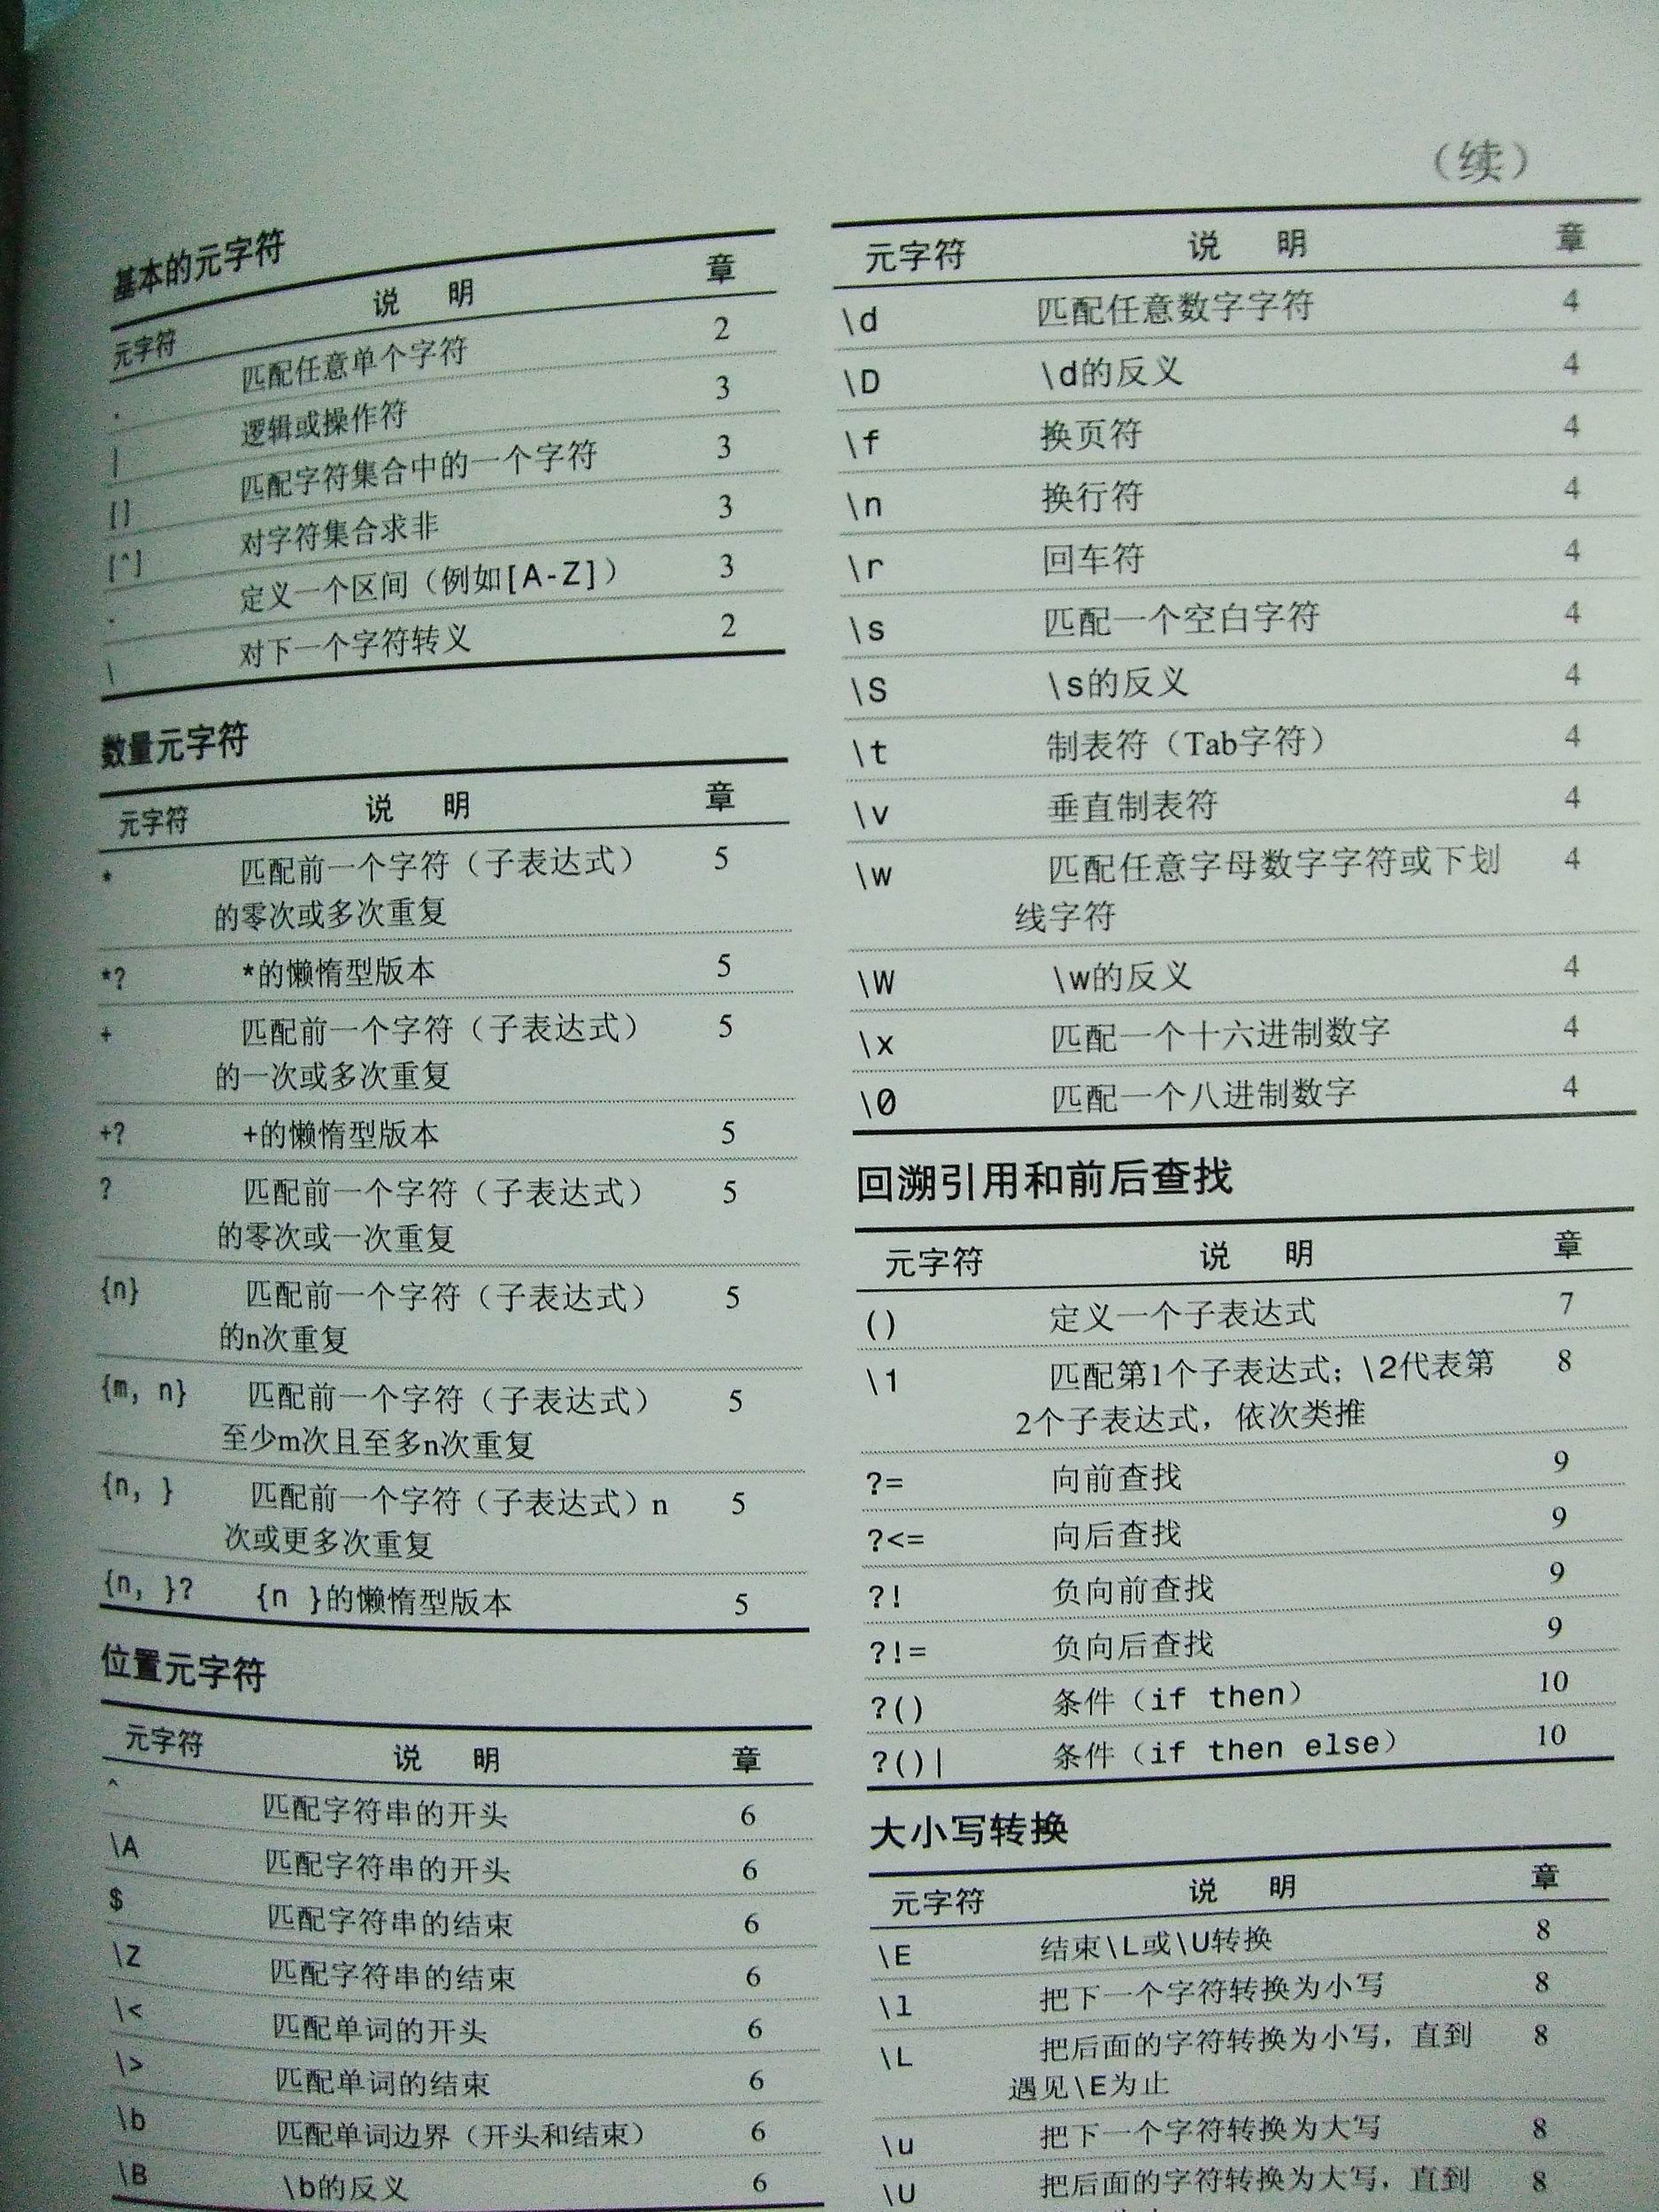 基本的元字符
元字符 说 明 章
. 匹配任意单个字符 2
| 逻辑或操作符 3
[] 匹配字符集合中的一个字符 3
[^] 对字符集合求非 3
- 定义一个区间（例如[A-Z]） 3
\ 对下一个字符转义 2
数量元字符
元字符 说 明 章
* 匹配前一个字符（子表达式） 5
的零次或多次重复
*? *的懒惰型版本 5
+ 匹配前一个字符（子表达式） 5
的一次或多次重复
+? +的懒惰型版本 5
? 匹配前一个字符（子表达式） 5
的零次或一次重复
{n} 匹配前一个字符（子表达式） 5
的n次重复
{m, n} 匹配前一个字符（子表达式） 5
至少m次且至多n次重复
{n, } 匹配前一个字符（子表达式）n 5
次或更多次重复
{n, }? {n }的懒惰型版本 5
位置元字符
元字符 说 明 章
^ 匹配字符串的开头 6
\A 匹配字符串的开头 6
$ 匹配字符串的结束 6
\Z 匹配字符串的结束 6
\< 匹配单词的开头 6
\> 匹配单词的结束 6
\b 匹配单词边界（开头和结束） 6
\B \b的反义 6
（续）
元字符 说 明 章
\d 匹配任意数字字符 4
\D \d的反义 4
\f 换页符 4
\n 换行符 4
\r 回车符 4
\s 匹配一个空白字符 4
\S \s的反义 4
\t 制表符（Tab字符） 4
\v 垂直制表符 4
\w 匹配任意字母数字字符或下划 4
线字符
\W \w的反义 4
\x 匹配一个十六进制数字 4
\0 匹配一个八进制数字 4
回溯引用和前后查找
元字符 说 明 章
() 定义一个子表达式 7
\1 匹配第1个子表达式；\2代表第 8
2个子表达式，依次类推
?= 向前查找 9
?<= 向后查找 9
?! 负向前查找 9
?!= 负向后查找 9
?() 条件（if then） 10
?()| 条件（if then else） 10
大小写转换
元字符 说 明 章
\E 结束\L或\U转换 8
\l 把下一个字符转换为小写 8
\L 把后面的字符转换为小写，直到 8
遇见\E为止
\u 把下一个字符转换为大写 8
\U 把后面的字符转换为大写，直到 8